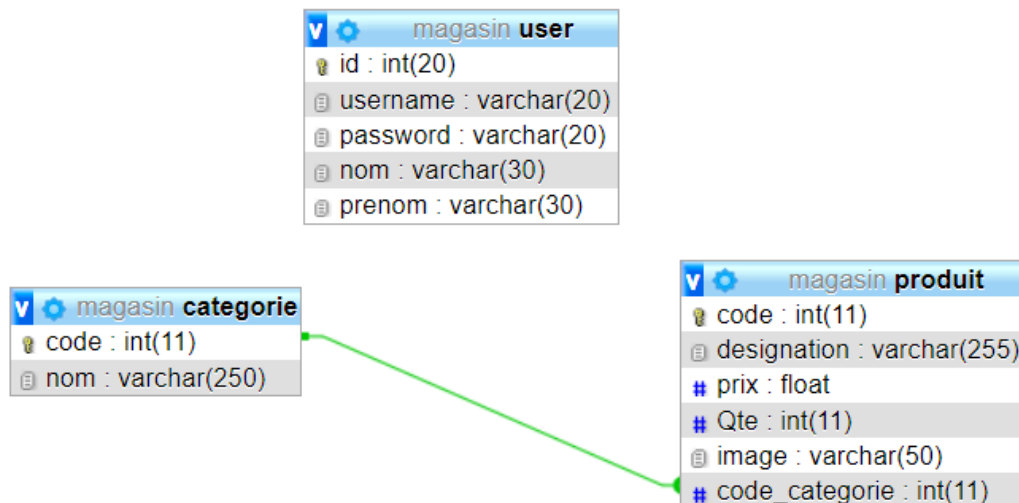 magasin user
id : int(20)
username : varchar(20)
password : varchar(20)
nom : varchar(30)
prenom : varchar(30)
magasin categorie
code : int(11)
nom : varchar(250)
magasin produit
code : int(11)
designation : varchar(255)
prix : float
Qte : int(11)
image : varchar(50)
code_categorie : int(11)